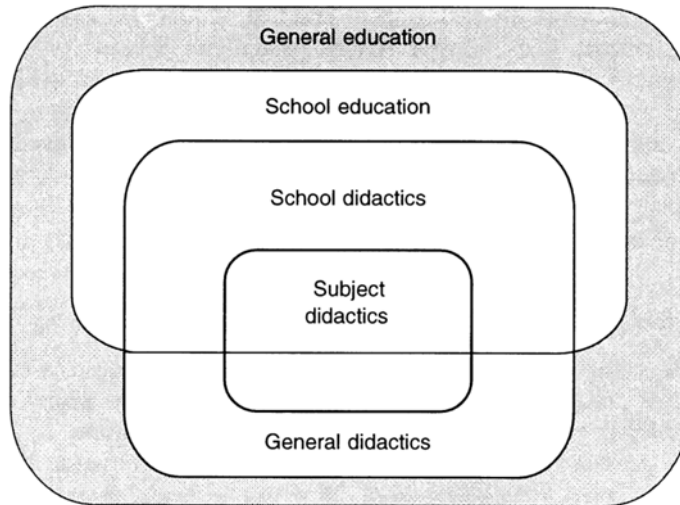 General education
School education
School didactics
Subject
didactics
General didactics